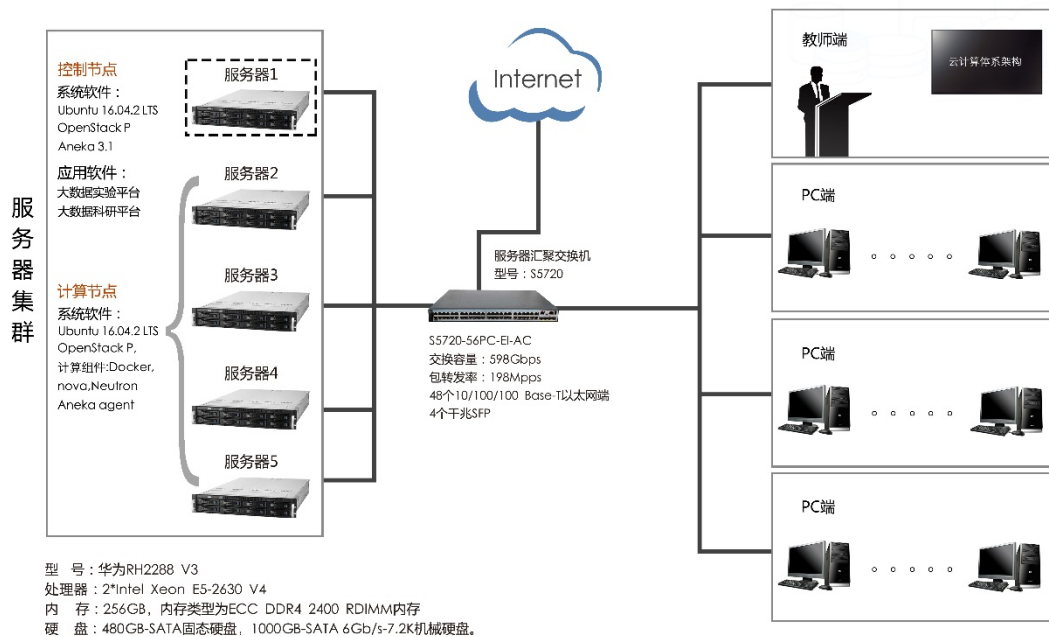 服务器集群
控制节点
系统软件：
Ubuntu 16.04.2 LTS
OpenStack P
Aneka 3.1
应用软件：
大数据实验平台
大数据科研平台
计算节点
系统软件：
Ubuntu 16.04.2 LTS
OpenStack P,
计算组件:Docker,
nova,Neutron
Aneka agent
服务器1
服务器2
服务器3
服务器4
服务器5
型 号：华为RH2288 V3
处理器：2*Intel Xeon E5-2630 V4
内 存：256GB，内存类型为ECC DDR4 2400 RDIMM内存
硬 盘：480GB-SATA固态硬盘，1000GB-SATA 6Gb/s-7.2K机械硬盘。
Internet
服务器汇聚交换机
型号：S5720
S5720-56PC-EI-AC
交换容量：598Gbps
包转发率：198Mpps
48个10/100/100 Base-T以太网端
4个千兆SFP
教师端
云计算体系架构
PC端
PC端
PC端